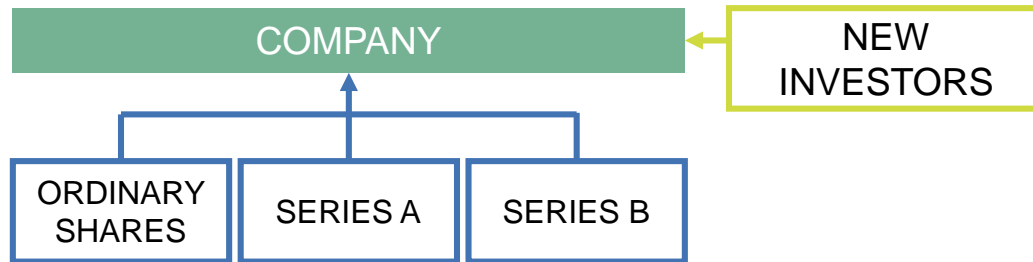 COMPANY
NEW
INVESTORS
ORDINARY
SHARES
SERIES A
SERIES B